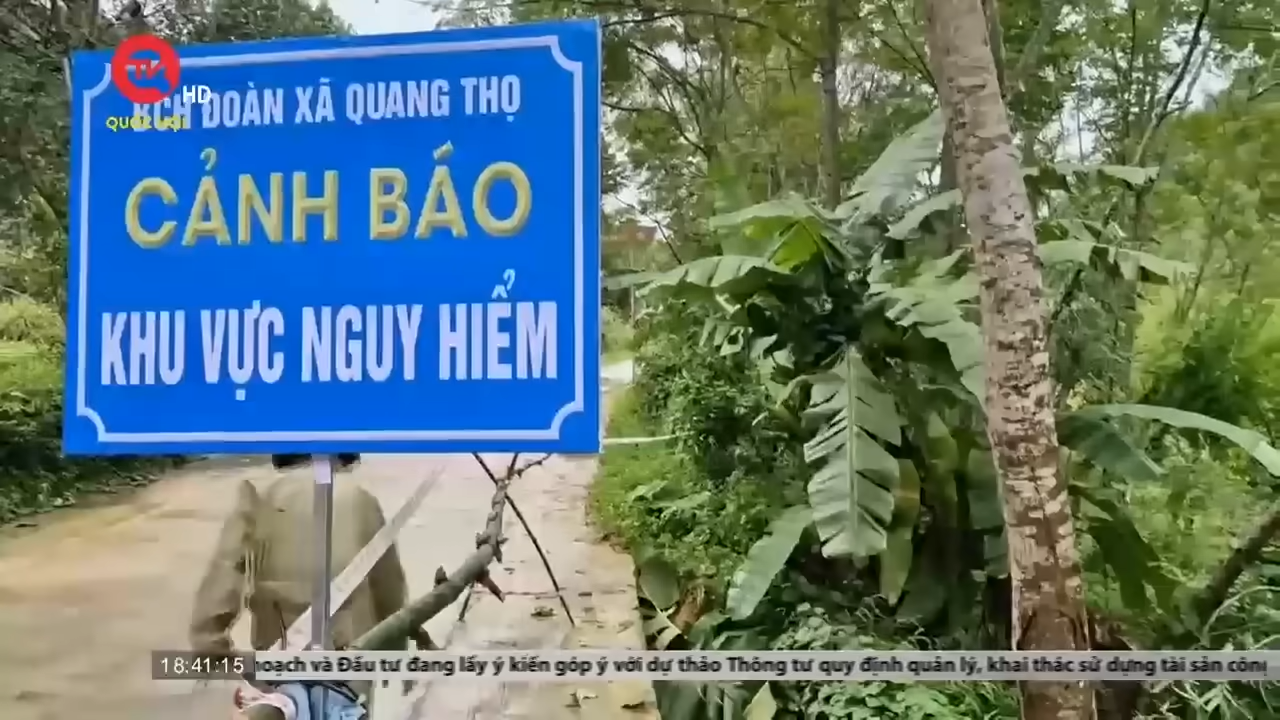 HD
ĐOÀN XÃ QUANG THỌ
CẢNH BÁO
KHU VỰC NGUY HIỂM
18:41:15
hoạch và Đầu tư đang lấy ý kiến góp ý với dự thảo Thông tư quy định quản lý, khai thác sử dụng tài sản công